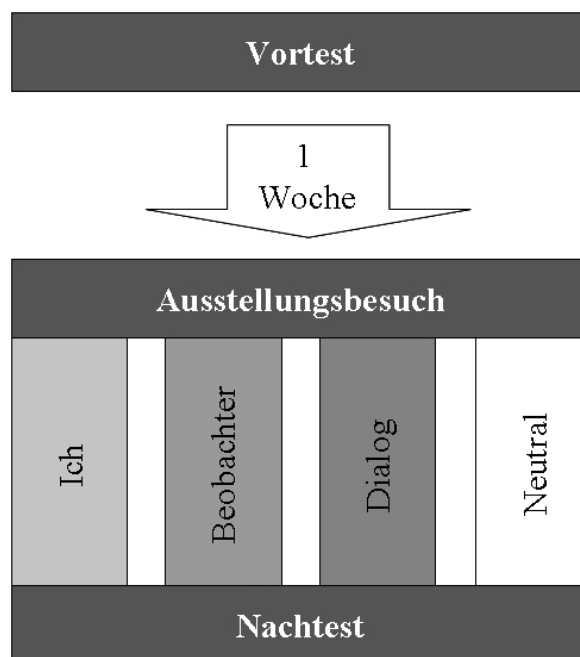 Vortest
1
Woche
Ausstellungsbesuch
Ich
Beobachter
Dialog
Neutral
Nachtest